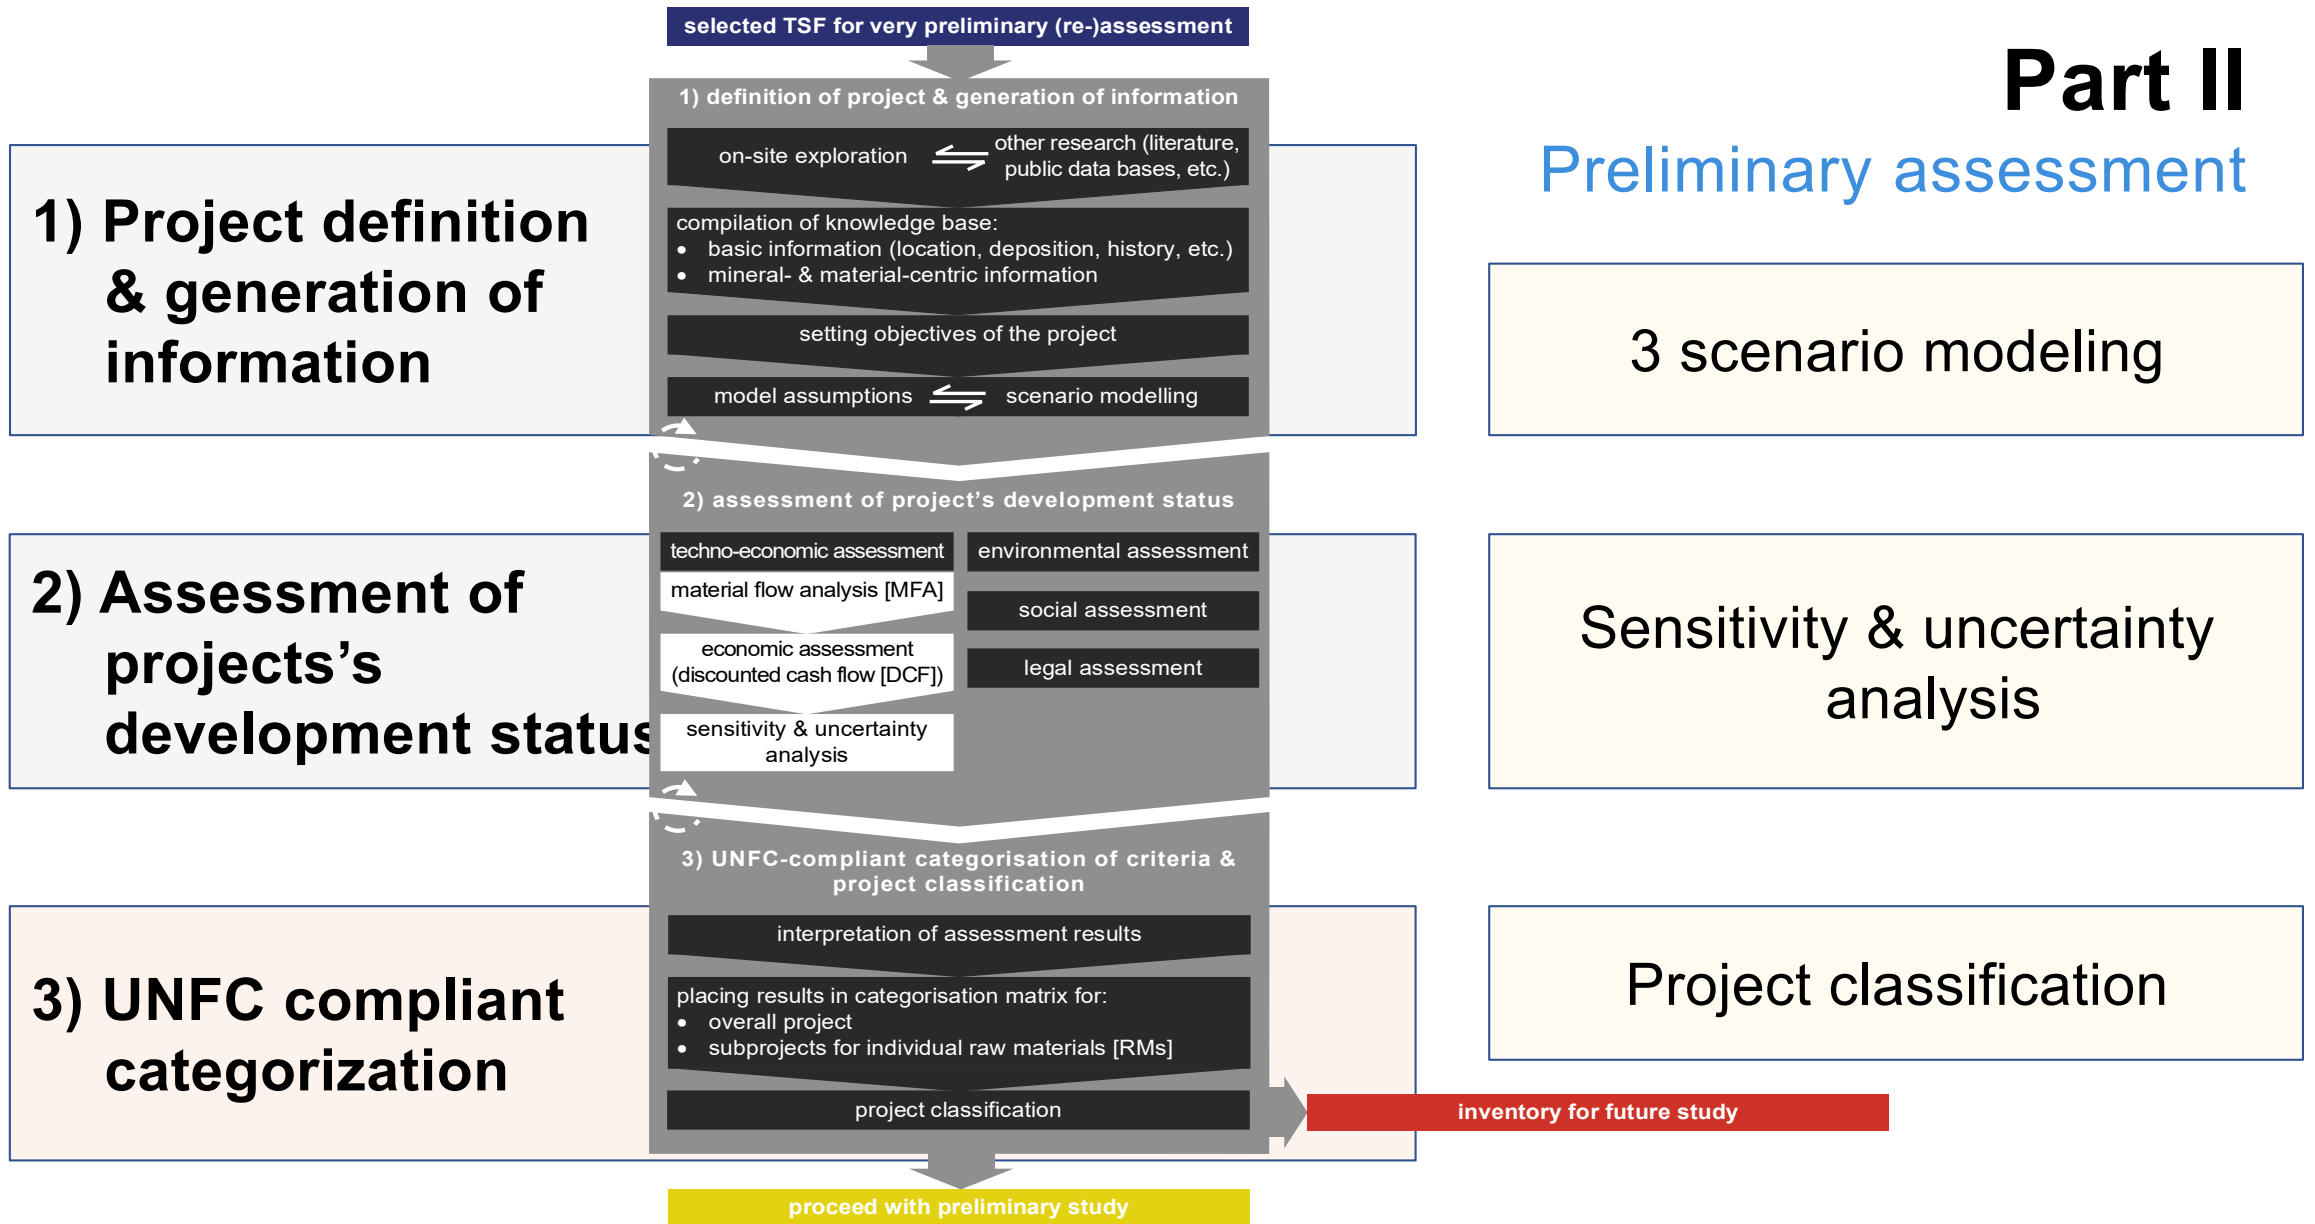 selected TSF for very preliminary (re-)assessment
Part II
Preliminary assessment
1) Project definition
& generation of
information
1) definition of project & generation of information
on-site exploration
other research (literature,
public data bases, etc.)
compilation of knowledge base:
• basic information (location, deposition, history, etc.)
• mineral- & material-centric information
setting objectives of the project
model assumptions
scenario modelling
3 scenario modeling
2) Assessment of
projects’s
development status
2) assessment of project’s development status
techno-economic assessment
material flow analysis [MFA]
economic assessment
(discounted cash flow [DCF])
sensitivity & uncertainty
analysis
environmental assessment
social assessment
legal assessment
Sensitivity & uncertainty
analysis
3) UNFC compliant
categorization
3) UNFC-compliant categorisation of criteria &
project classification
interpretation of assessment results
placing results in categorisation matrix for:
• overall project
• subprojects for individual raw materials [RMs]
project classification
Project classification
inventory for future study
proceed with preliminary study